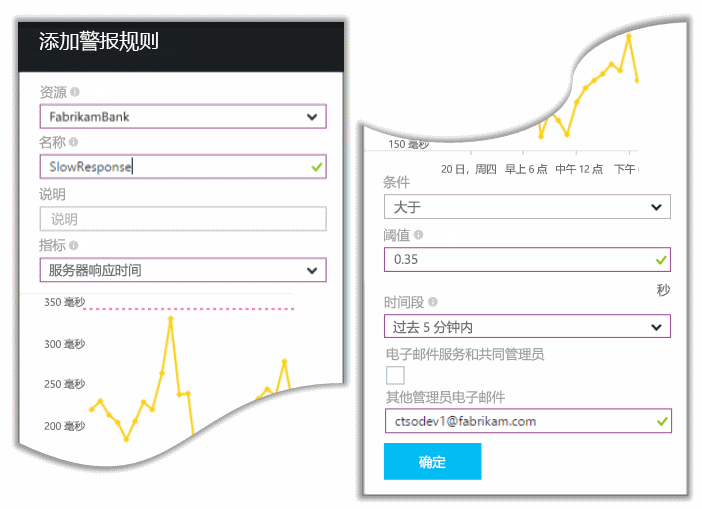 添加警报规则
资源
FabrikamBank
名称
SlowResponse
说明
说明
指标
服务器响应时间
350 毫秒
300 毫秒
250 毫秒
200 毫秒
150 毫秒
20 日，周四 早上 6 点 中午 12 点 下午
条件
大于
阈值
0.35
秒
时间段
过去 5 分钟内
电子邮件服务和共同管理员
其他管理员电子邮件
ctsodev1@fabrikam.com
确定